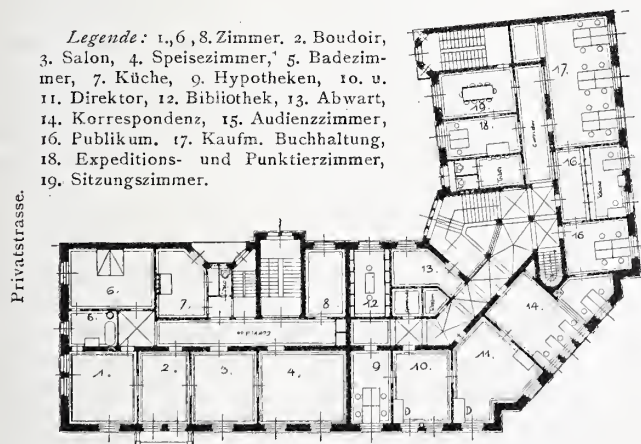 Legende: 1.,6 ,8. Zimmer. 2. Boudoir,
3. Salon, 4. Speisezimmer, 5. Badezim-
mer, 7. Küche, 9. Hypotheken, 10. u.
11. Direktor, 12. Bibliothek, 13. Abwart,
14. Korrespondenz, 15. Audienzzimmer,
16. Publikum. 17. Kaufm. Buchhaltung,
18. Expeditions- und Punktierzimmer,
19. Sitzungszimmer.
Privatstrasse.
17.
19.
18.
16
16
6.
7.
8
12
13.
14.
1.
2.
3.
4.
9
10.
11.
D
D